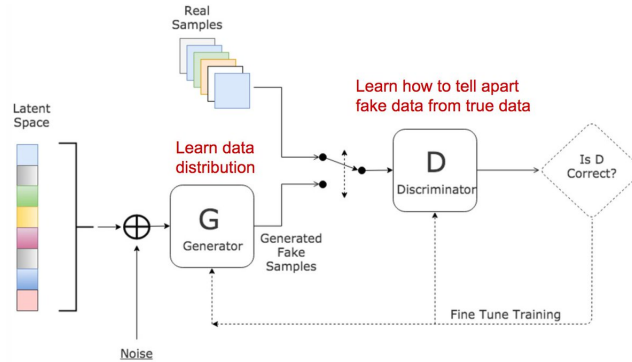 Real
Samples
Latent
Space
Learn data
distribution
Learn how to tell apart
fake data from true data
G
Generator
D
Discriminator
Is D
Correct?
Generated
Fake
Samples
Fine Tune Training
Noise